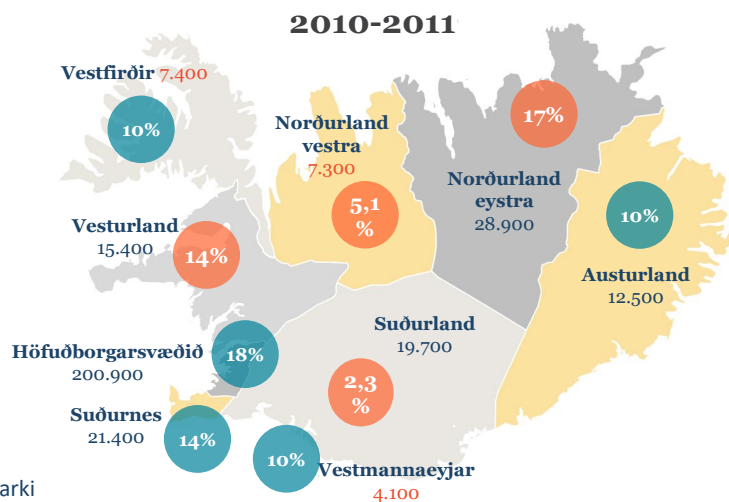 2010-2011
Vestfirðir 7.400
10%
Norðurland
vestra
7.300
5,1
%
17%
Norðurland
eystra
28.900
10%
Austurland
12.500
Vesturland
15.400
14%
Suðurland
19.700
Höfuðborgarsvæðið
200.900
18%
2,3
%
Suðurnes
21.400
14%
10%
Vestmannaeyjar
4.100
arki